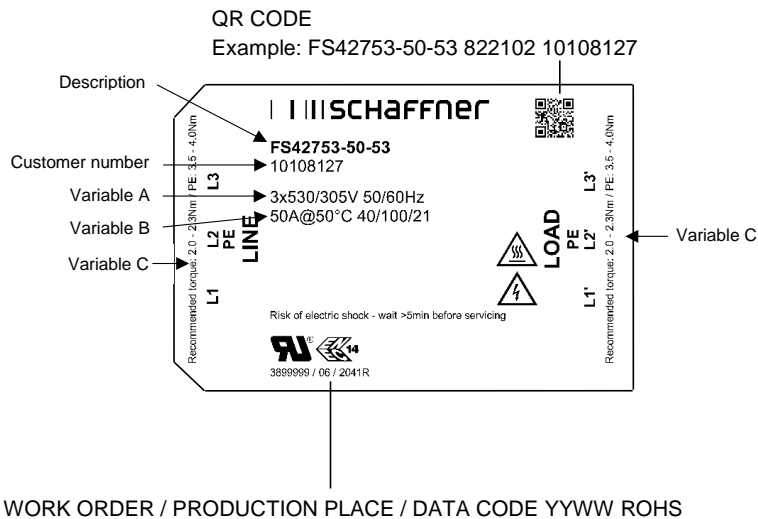 QR CODE
Example: FS42753-50-53 822102 10108127
Description
Customer number
Variable A
Variable B
Variable C
SCHAFFNER
FS42753-50-53
10108127
3x530/305V 50/60Hz
50A@50°C 40/100/21
Recommended torque: 2.0 - 2.3Nm / PE: 3.5 - 4.0Nm
L3
L2
PE
L1
LINE
LOAD
L3'
PE
L2'
L1'
Recommended torque: 2.0 - 2.3Nm / PE: 3.5 - 4.0Nm
Variable C
Risk of electric shock - wait >5min before servicing
RU ® 14
3899999 / 06 / 2041R
WORK ORDER / PRODUCTION PLACE / DATA CODE YYWW ROHS